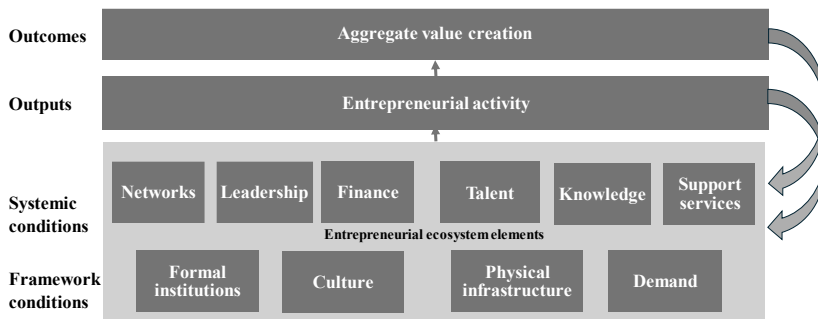 Outcomes
Aggregate value creation
Outputs
Entrepreneurial activity
Systemic
conditions
Networks
Leadership
Finance
Talent
Knowledge
Support
services
Entrepreneurial ecosystem elements
Framework
conditions
Formal
institutions
Culture
Physical
infrastructure
Demand